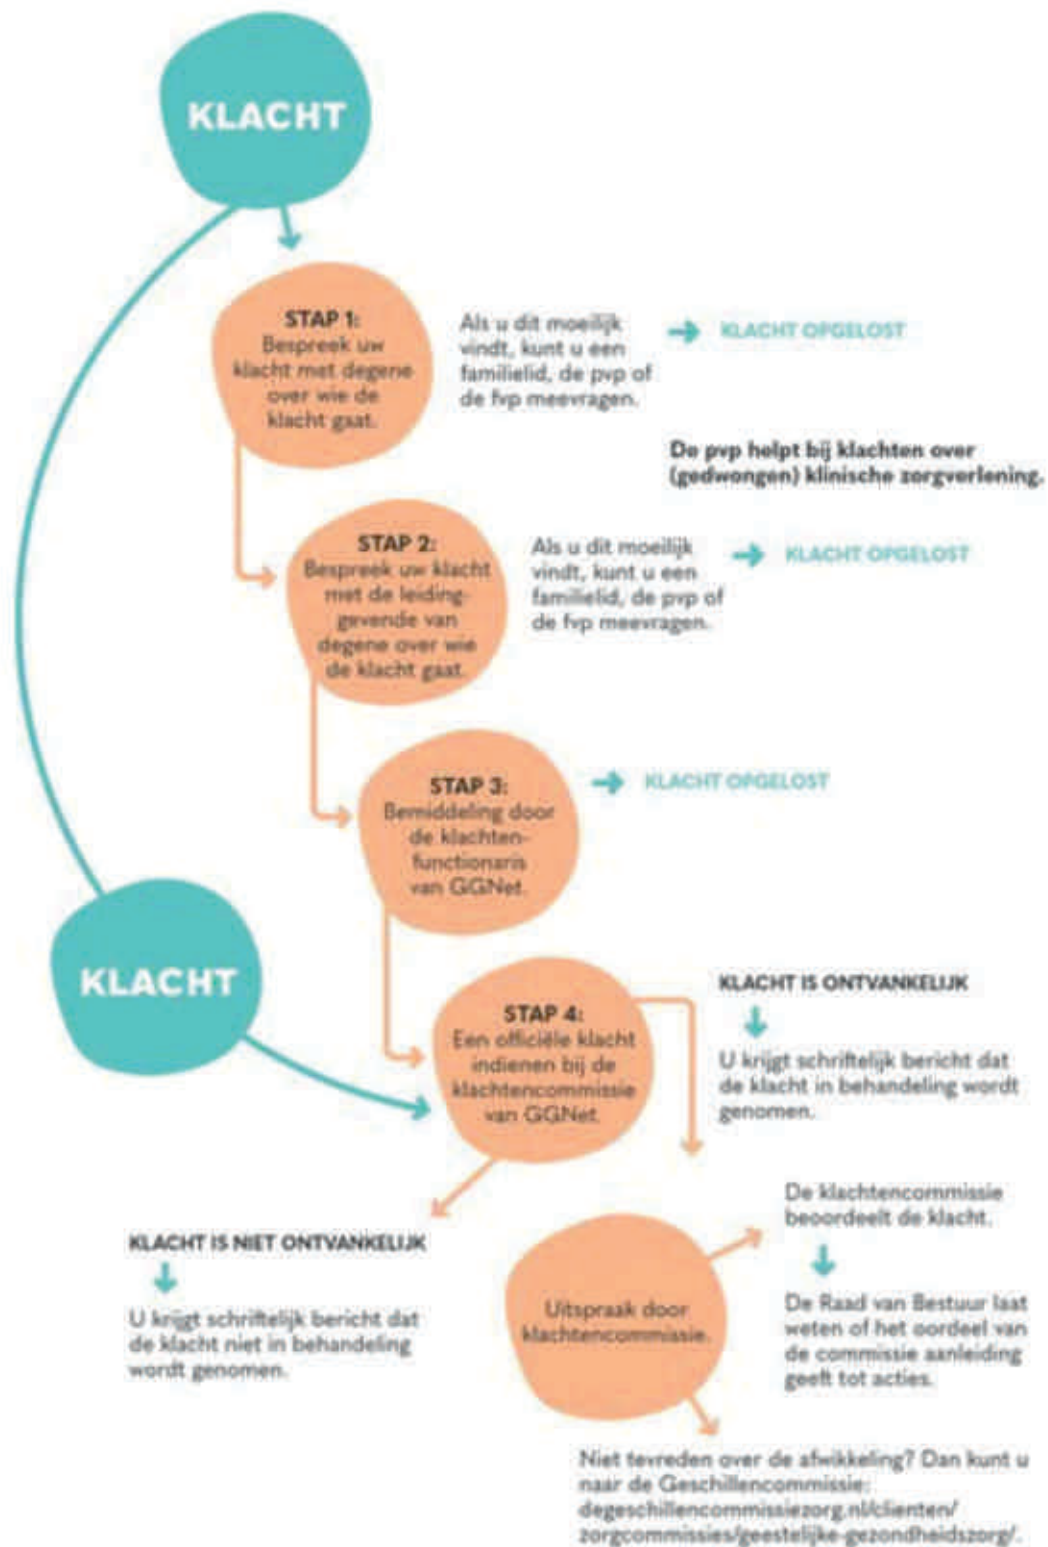 KLACHT
STAP 1:
Bespreek uw
klacht met degene
over wie de
klacht gaat.
Als u dit moeilijk
vindt, kunt u een
familielid, de pvp of
de fvp meevragen.
KLACHT OPGELOST
De pvp helpt bij klachten over
(gedwongen) klinische zorgverlening.
STAP 2:
Bespreek uw klacht
met de leiding-
gevende van
degene over wie
de klacht gaat.
Als u dit moeilijk
vindt, kunt u een
familielid, de pvp of
de fvp meevragen.
KLACHT OPGELOST
STAP 3:
Bemiddeling door
de klachten-
functionaris
van GGNet.
KLACHT OPGELOST
KLACHT
STAP 4:
Een officiële klacht
indienen bij de
klachtencommissie
van GGNet.
KLACHT IS ONTVANKELIJK
U krijgt schriftelijk bericht dat
de klacht in behandeling wordt
genomen.
KLACHT IS NIET ONTVANKELIJK
U krijgt schriftelijk bericht dat
de klacht niet in behandeling
wordt genomen.
Uitspraak door
klachtencommissie.
De klachtencommissie
beoordeelt de klacht.
De Raad van Bestuur laat
weten of het oordeel van
de commissie aanleiding
geeft tot acties.
Niet tevreden over de afwikkeling? Dan kunt u
naar de Geschillencommissie:
degeschillencommissiezorg.nl/clienten/
zorgcommissies/geestelijke-gezondheidszorg/.